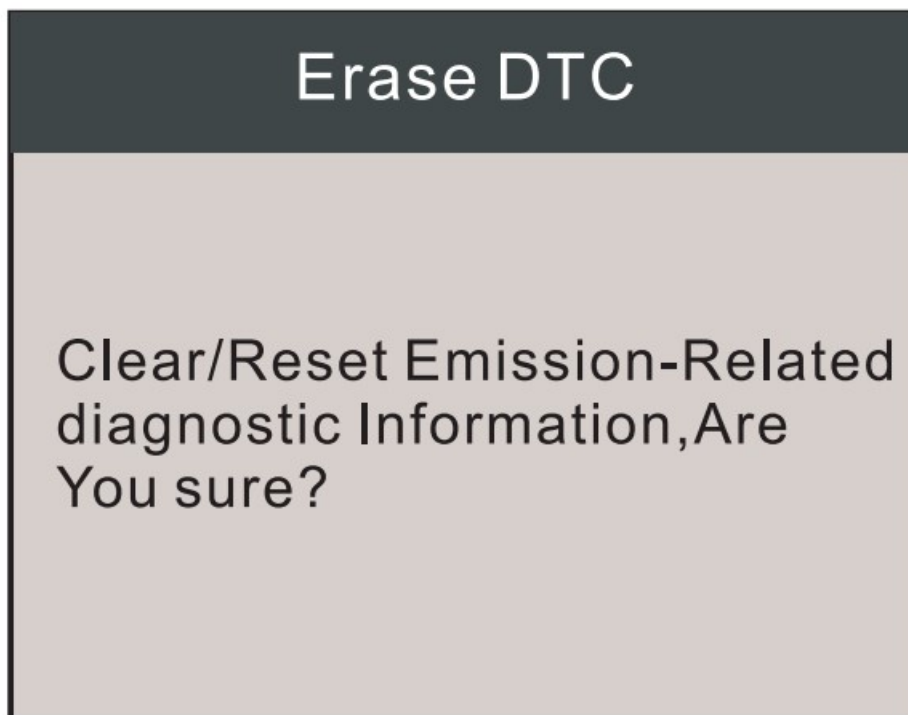 Erase DTC
Clear/Reset Emission-Related
diagnostic Information,Are
You sure?